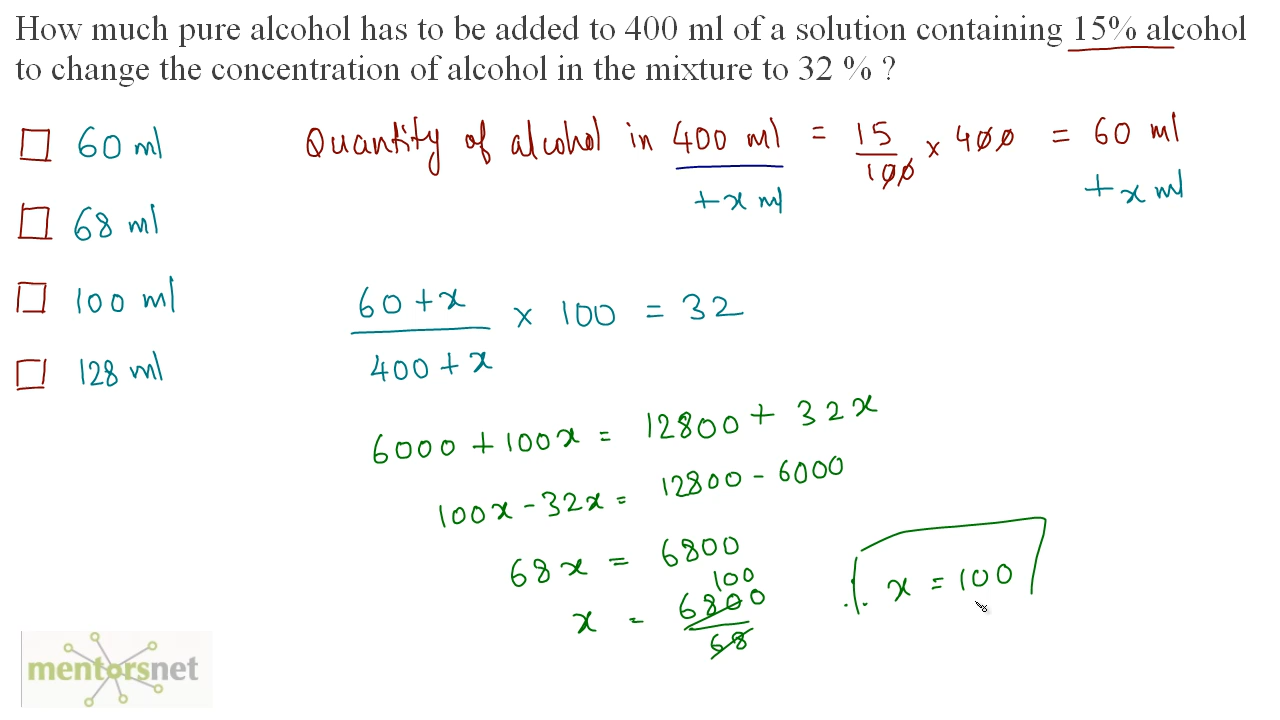 How much pure alcohol has to be added to 400 ml of a solution containing 15% alcohol
to change the concentration of alcohol in the mixture to 32 % ?
60 ml
68 ml
100 ml
128 ml
Quantity of alcohol in 400 ml = 15/100 x 400 = 60 ml
+x ml +x ml
60+x/400+x x 100 = 32
6000 + 100x = 12800 + 32x
100x - 32x = 12800 - 6000
68x = 6800
x = 6800/68 100
∴ x = 100
mentorsnet